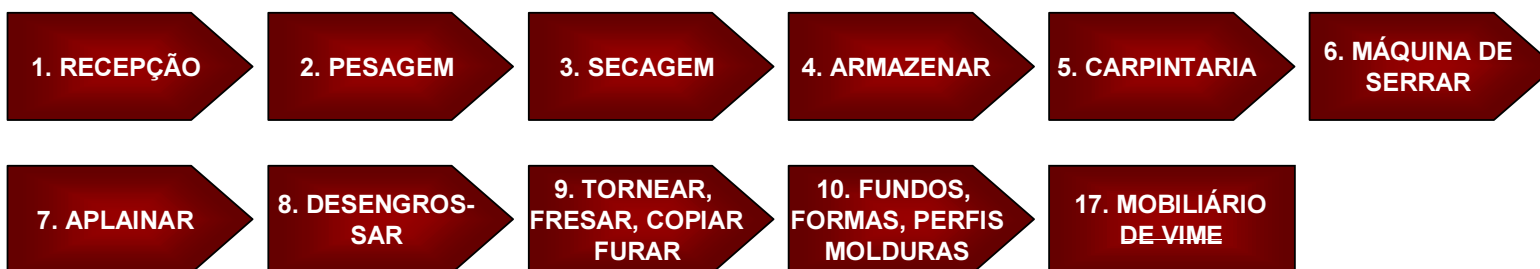 1. RECEPÇÃO
2. PESAGEM
3. SECAGEM
4. ARMAZENAR
5. CARPINTARIA
6. MÁQUINA DE
SERRAR
7. APLAINAR
8. DESENGROS-
SAR
9. TORNEAR,
FRESAR, COPIAR
FURAR
10. FUNDOS,
FORMAS, PERFIS
MOLDURAS
17. MOBILIÁRIO
DE VIME